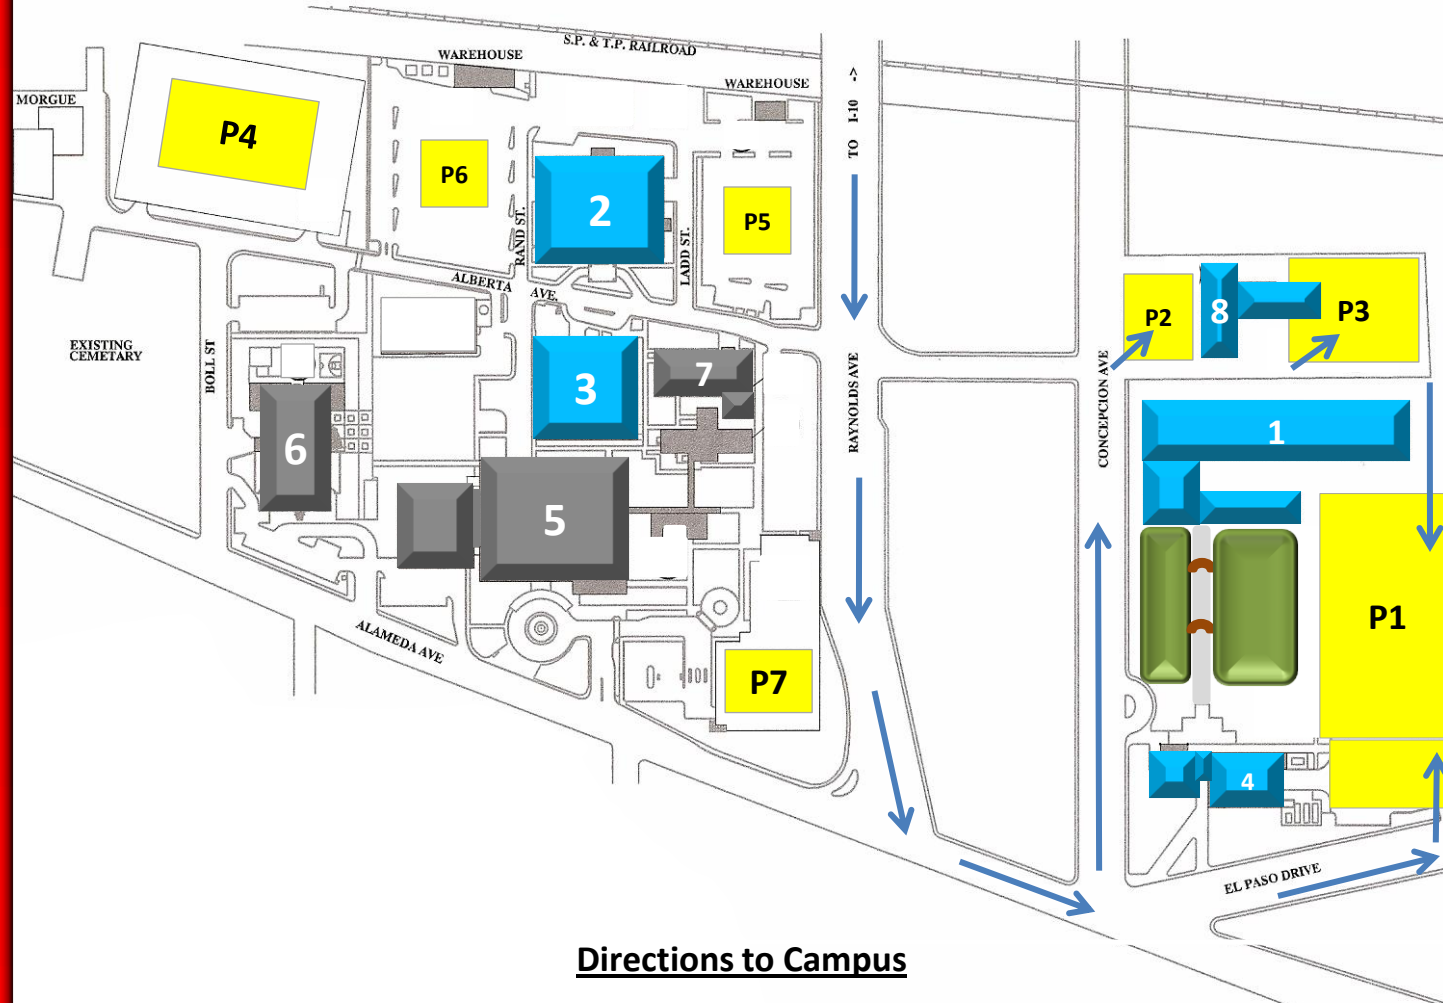 S.P. & T.P. RAILROAD
WAREHOUSE
WAREHOUSE
MORGUE
TO I-10 ->
P4
P6
2
P5
RAND ST.
LADD ST.
ALBERTA AVE.
P2
8
P3
EXISTING
CEMETARY
BOLL ST
3
7
RAYNOLDS AVE
CONCEPCION AVE
1
6
5
P1
ALAMEDA AVE
P7
4
EL PASO DRIVE
Directions to Campus